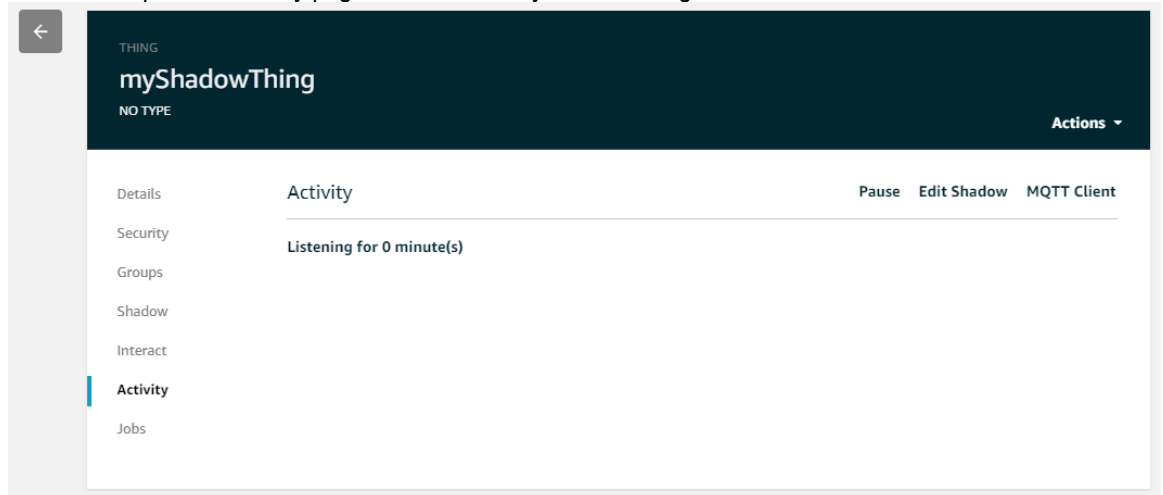 THING
myShadowThing
NO TYPE
Actions
Details
Security
Groups
Shadow
Interact
Activity
Jobs
Activity
Pause Edit Shadow MQTT Client
Listening for 0 minute(s)